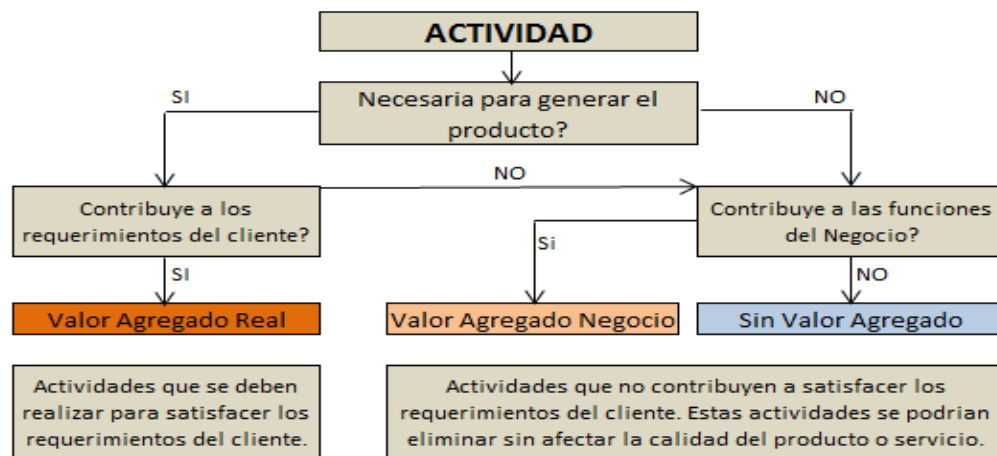 ACTIVIDAD
Necesaria para generar el
producto?
SI
NO
NO
Contribuye a los
requerimientos del cliente?
Contribuye a las funciones
del Negocio?
SI
Si
NO
Valor Agregado Real
Valor Agregado Negocio
Sin Valor Agregado
Actividades que se deben
realizar para satisfacer los
requerimientos del cliente.
Actividades que no contribuyen a satisfacer los
requerimientos del cliente. Estas actividades se podrian
eliminar sin afectar la calidad del producto o servicio.